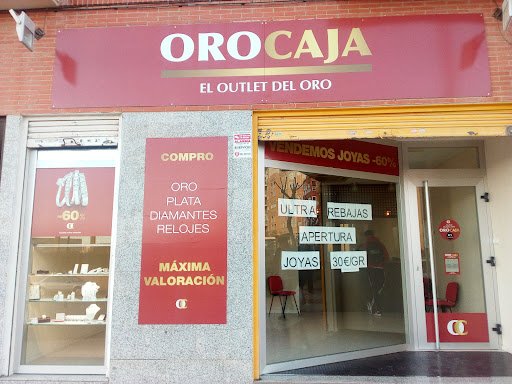 OROCAJA
EL OUTLET DEL ORO
COMPRO
ORO
PLATA
DIAMANTES
RELOJES
MÁXIMA
VALORACIÓN
-60%
VENDEMOS JOYAS -60%
ULTRA REBAJAS
APERTURA
JOYAS 30€/GR
OROCAJA